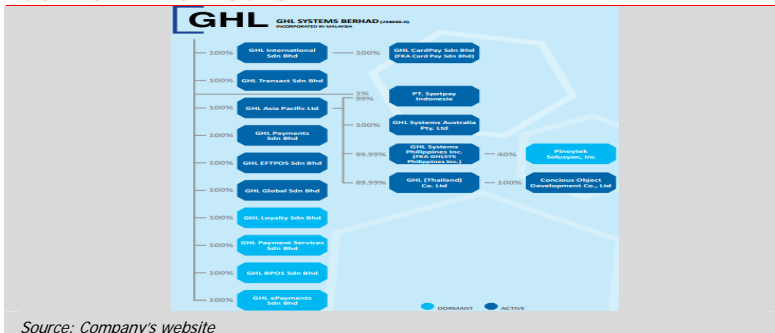 GHL GHL SYSTEMS BERHAD (293040-D)
INCORPORATED IN MALAYSIA
100% GHL International
Sdn Bhd
100% GHL CardPay Sdn Bhd
(FKA Card Pay Sdn Bhd)
100% GHL Transact Sdn Bhd
1%
99%
PT. Spotpay
Indonesia
100% GHL Asia Pacific Ltd
100% GHL Systems Australia
Pty. Ltd
100% GHL Payments
Sdn Bhd
99.99% GHL Systems
Philippines Inc.
(FKA GHLSYS
Philippines Inc.)
40% Pinoytek
Solusyon, Inc
100% GHL EFTPOS Sdn Bhd
89.99% GHL (Thailand)
Co. Ltd
100% Concious Object
Development Co., Ltd
100% GHL Global Sdn Bhd
100% GHL Loyalty Sdn Bhd
100% GHL Payment Services
Sdn Bhd
100% GHL BPO1 Sdn Bhd
100% GHL ePayments
Sdn Bhd
DORMANT ACTIVE
Source: Company's website